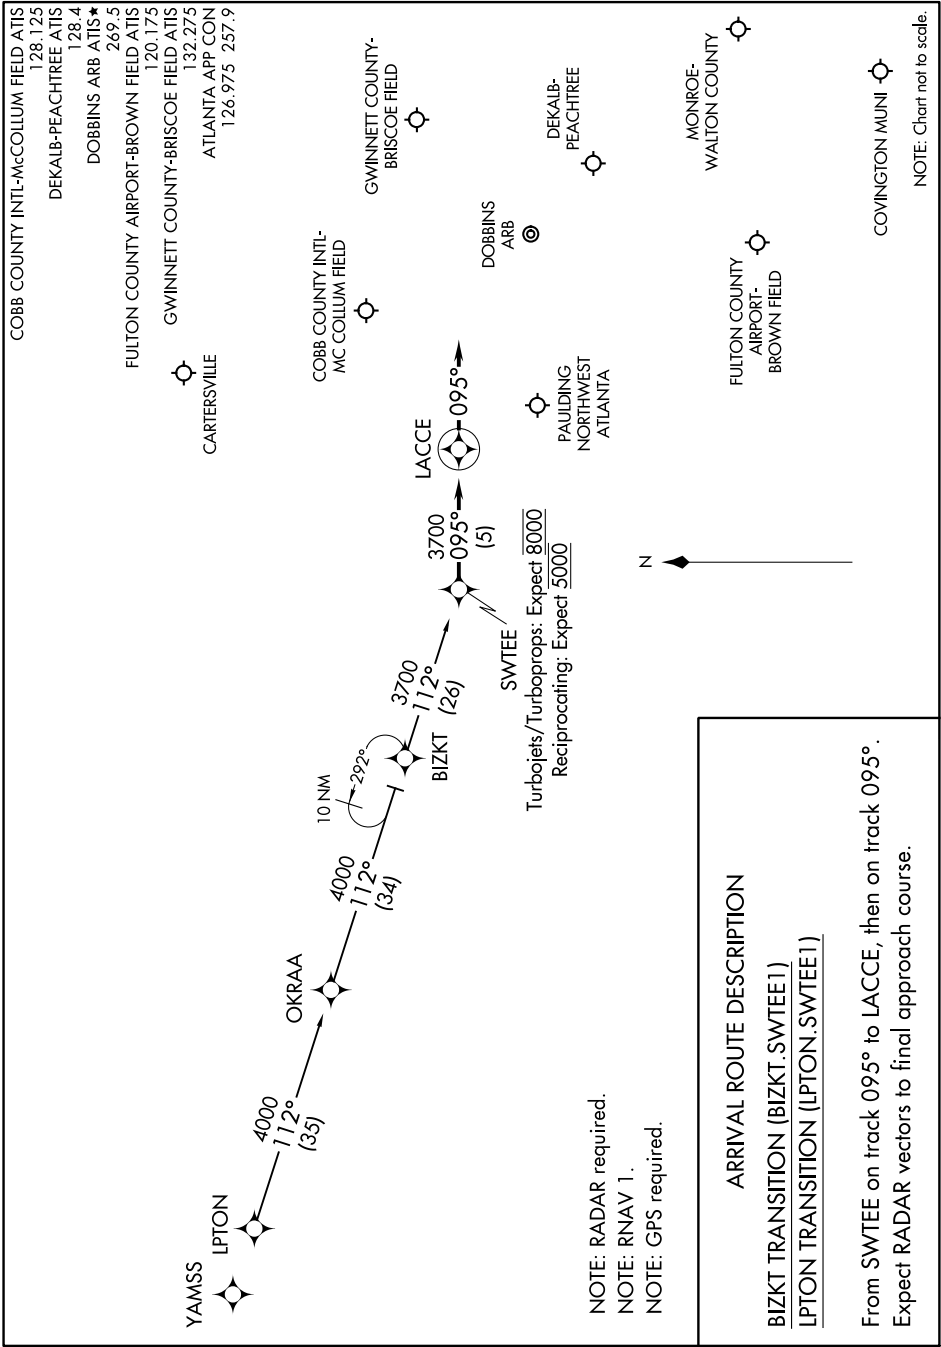 COBB COUNTY INTL-McCOLLUM FIELD ATIS
128.125
DEKALB-PEACHTREE ATIS
128.4
DOBBINS ARB ATIS★
269.5
FULTON COUNTY AIRPORT-BROWN FIELD ATIS
120.175
GWINNETT COUNTY-BRISCOE FIELD ATIS
132.275
ATLANTA APP CON
126.975 257.9
CARTERSVILLE
COBB COUNTY INTL-
MC COLLUM FIELD
GWINNETT COUNTY-
BRISCOE FIELD
DOBBINS
ARB
DEKALB-
PEACHTREE
MONROE-
WALTON COUNTY
FULTON COUNTY
AIRPORT-
BROWN FIELD
COVINGTON MUNI
NOTE: Chart not to scale.
PAULDING
NORTHWEST
ATLANTA
YAMSS
LPTON
4000
112°
(35)
OKRAA
4000
112°
(34)
10 NM
292°
BIZKT
3700
112°
(26)
SWTEE
Turbojets/Turboprops: Expect 8000
Reciprocating: Expect 5000
3700
095°
(5)
LACCE
095°
N
NOTE: RADAR required.
NOTE: RNAV 1.
NOTE: GPS required.
ARRIVAL ROUTE DESCRIPTION
BIZKT TRANSITION (BIZKT.SWTEE1)
LPTON TRANSITION (LPTON.SWTEE1)
From SWTEE on track 095° to LACCE, then on track 095°.
Expect RADAR vectors to final approach course.